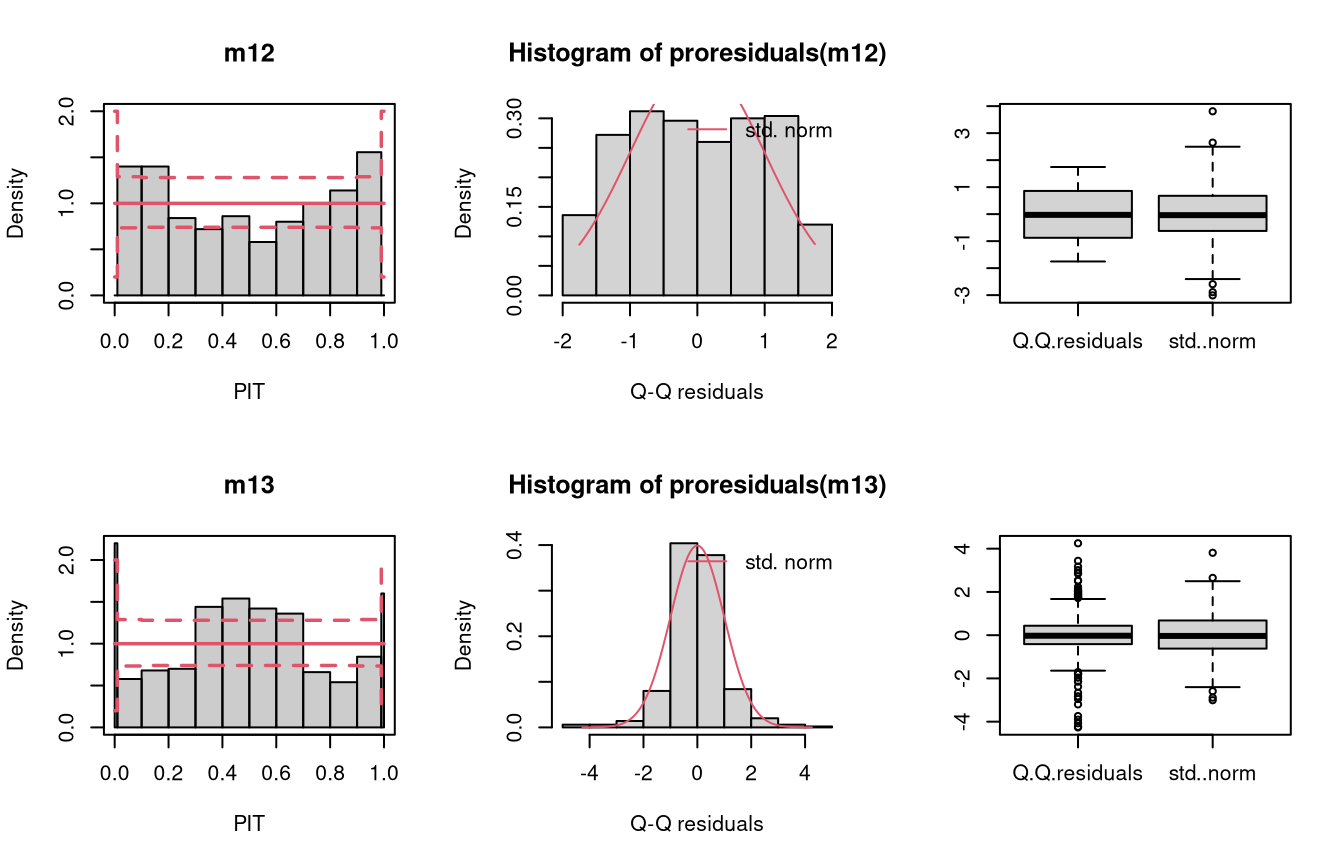 m12
Density
0.0 1.0 2.0
0.0 0.2 0.4 0.6 0.8 1.0
PIT
Histogram of proresiduals(m12)
Density
0.00 0.15 0.30
std. norm
-2 -1 0 1 2
Q-Q residuals
-3 -1 1 3
Q.Q.residuals std..norm
m13
Density
0.0 1.0 2.0
0.0 0.2 0.4 0.6 0.8 1.0
PIT
Histogram of proresiduals(m13)
Density
0.0 0.2 0.4
std. norm
-4 -2 0 2 4
Q-Q residuals
-4 -2 0 2 4
Q.Q.residuals std..norm